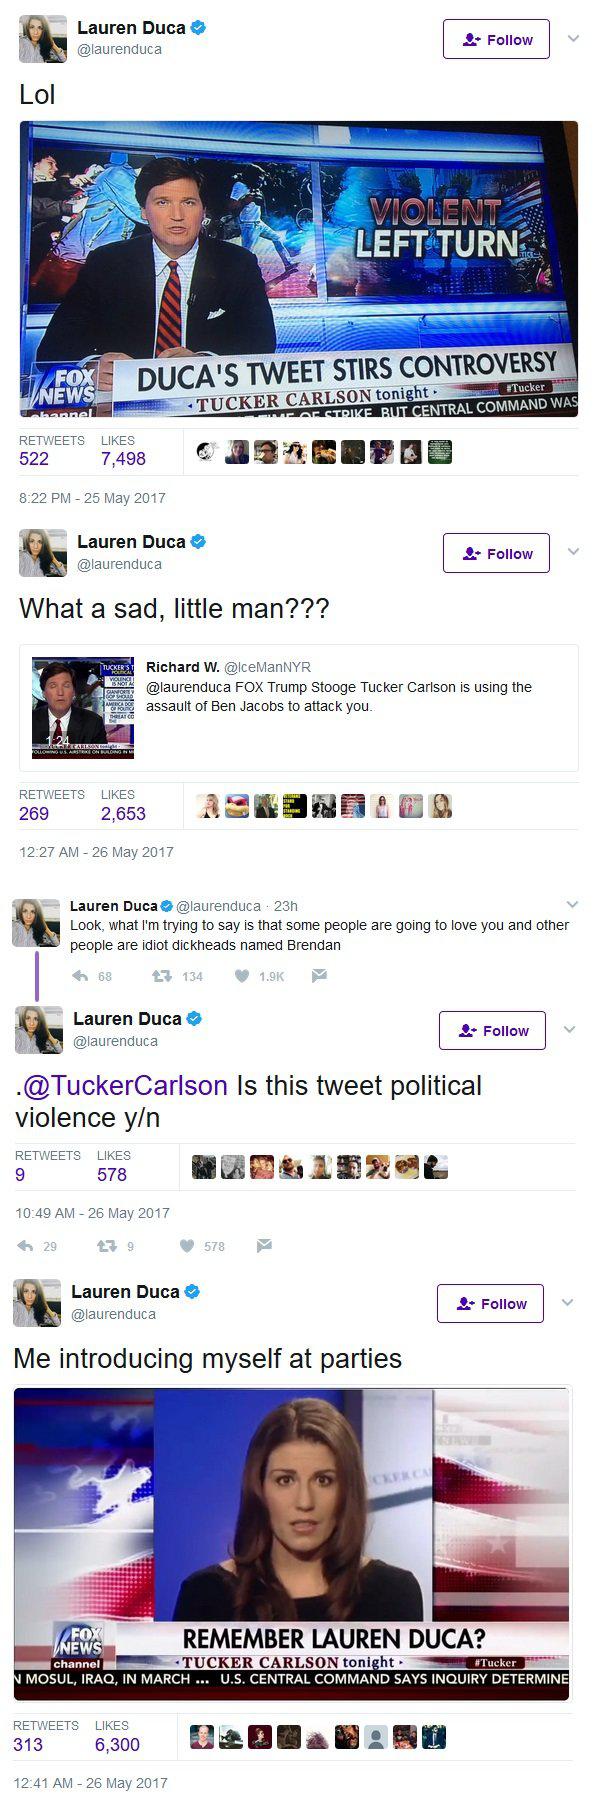 Lauren Duca
@laurenduca
Follow
Lol
VIOLENT
LEFT TURN
FOX
NEWS
channel
DUCA'S TWEET STIRS CONTROVERSY
TUCKER CARLSON tonight
#Tucker
TIME OF STRIKE, BUT CENTRAL COMMAND WAS
RETWEETS LIKES
522 7,498
8:22 PM - 25 May 2017
Lauren Duca
@laurenduca
Follow
What a sad, little man???
Richard W. @IceManNYR
@laurenduca FOX Trump Stooge Tucker Carlson is using the
assault of Ben Jacobs to attack you.
1:24
RETWEETS LIKES
269 2,653
12:27 AM - 26 May 2017
Lauren Duca @laurenduca · 23h
Look, what I'm trying to say is that some people are going to love you and other
people are idiot dickheads named Brendan
68 134 1.9K
Lauren Duca
@laurenduca
Follow
.@TuckerCarlson Is this tweet political
violence y/n
RETWEETS LIKES
9 578
10:49 AM - 26 May 2017
29 9 578
Lauren Duca
@laurenduca
Follow
Me introducing myself at parties
FOX
NEWS
channel
REMEMBER LAUREN DUCA?
TUCKER CARLSON tonight
#Tucker
N MOSUL, IRAQ, IN MARCH ... U.S. CENTRAL COMMAND SAYS INQUIRY DETERMINE
RETWEETS LIKES
313 6,300
12:41 AM - 26 May 2017